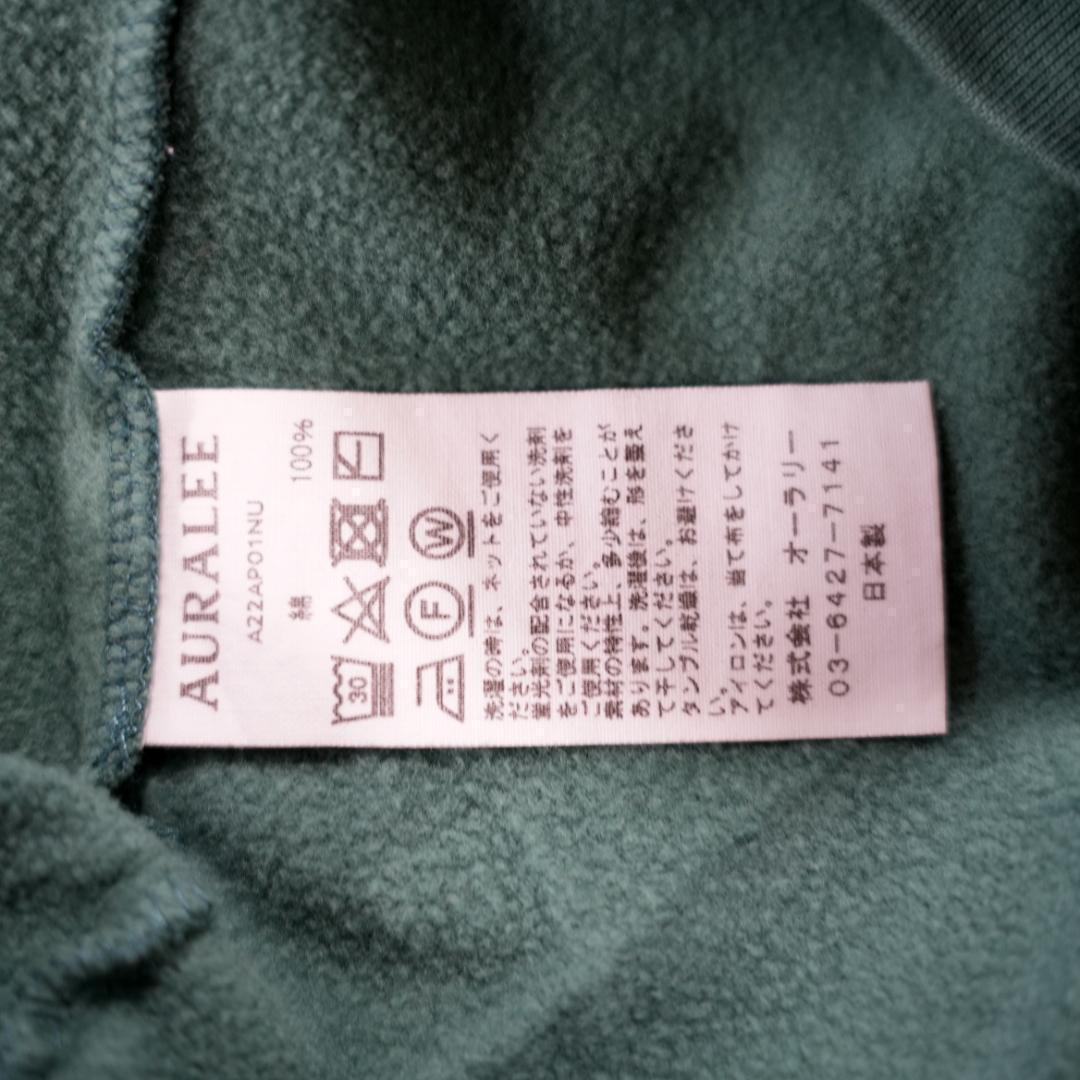 AURALEE
A22AP01NU
綿 100%
30
F W
洗濯の時は、ネットをご使用く
ださい。
蛍光剤の配合されていない洗剤
をご使用になるか、中性洗剤を
ご使用ください。
素材の特性上、多少縮むことが
あります。洗濯後は、形を整え
て干してください。
タンブル乾燥は、お避けくださ
い。
アイロンは、当て布をしてかけ
てください。
株式会社 オーラリー
03-6427-7141
日本製